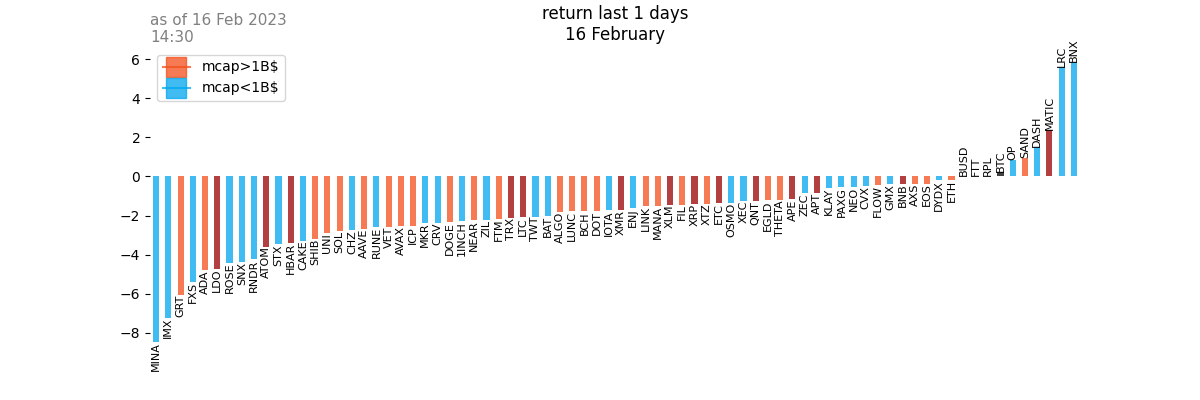 as of 16 Feb 2023
14:30
return last 1 days
16 February
mcap>1B$
mcap<1B$
6
4
2
0
−2
−4
−6
−8
MINA
IMX
GRT
FXS
ADA
LDO
ROSE
SNX
RNDR
ATOM
STX
HBAR
CAKE
SHIB
UNI
SOL
CHZ
AAVE
RUNE
VET
AVAX
ICP
MKR
CRV
DOGE
1INCH
NEAR
ZIL
FTM
TRX
LTC
TWT
BAT
ALGO
LUNC
BCH
DOT
IOTA
XMR
ENJ
LINK
MANA
XLM
FIL
XRP
XTZ
ETC
OSMO
XEC
QNT
EGLD
THETA
APE
ZEC
APT
KLAY
PAXG
NEO
CVX
FLOW
GMX
BNB
AXS
EOS
DYDX
ETH
BUSD
FTT
RPL
BTC
OP
SAND
DASH
MATIC
LRC
BNX